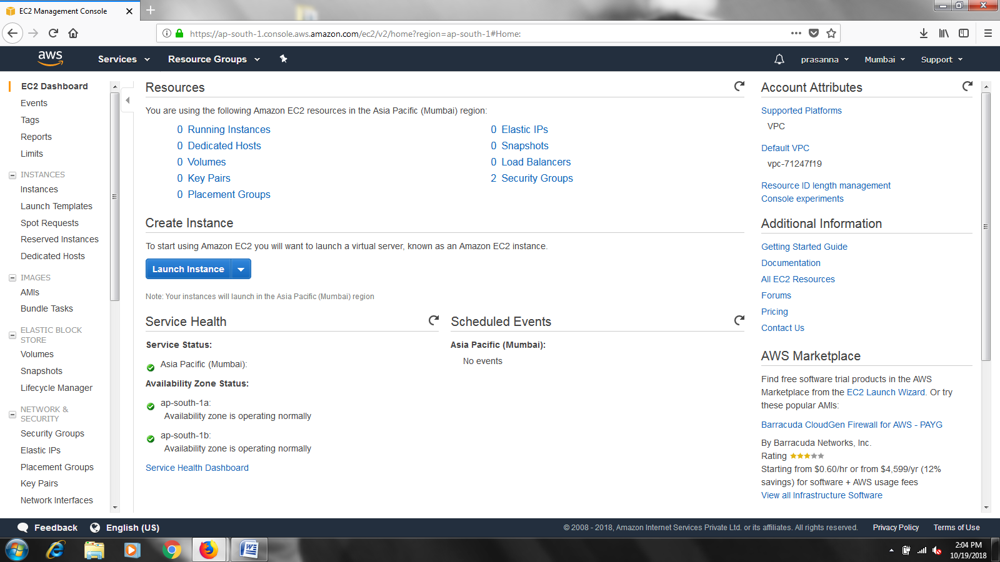 EC2 Management Console
https://ap-south-1.console.aws.amazon.com/ec2/v2/home?region=ap-south-1#Home:
aws
Services
Resource Groups
prasanna
Mumbai
Support
EC2 Dashboard
Events
Tags
Reports
Limits
INSTANCES
Instances
Launch Templates
Spot Requests
Reserved Instances
Dedicated Hosts
IMAGES
AMIs
Bundle Tasks
ELASTIC BLOCK
STORE
Volumes
Snapshots
Lifecycle Manager
NETWORK &
SECURITY
Security Groups
Elastic IPs
Placement Groups
Key Pairs
Network Interfaces
Resources
You are using the following Amazon EC2 resources in the Asia Pacific (Mumbai) region:
0 Running Instances
0 Dedicated Hosts
0 Volumes
0 Key Pairs
0 Placement Groups
0 Elastic IPs
0 Snapshots
0 Load Balancers
2 Security Groups
Create Instance
To start using Amazon EC2 you will want to launch a virtual server, known as an Amazon EC2 instance.
Launch Instance
Note: Your instances will launch in the Asia Pacific (Mumbai) region
Service Health
Service Status:
Asia Pacific (Mumbai):
Availability Zone Status:
ap-south-1a:
Availability zone is operating normally
ap-south-1b:
Availability zone is operating normally
Service Health Dashboard
Scheduled Events
Asia Pacific (Mumbai):
No events
Account Attributes
Supported Platforms
VPC
Default VPC
vpc-71247f19
Resource ID length management
Console experiments
Additional Information
Getting Started Guide
Documentation
All EC2 Resources
Forums
Pricing
Contact Us
AWS Marketplace
Find free software trial products in the AWS
Marketplace from the EC2 Launch Wizard. Or try
these popular AMIs:
Barracuda CloudGen Firewall for AWS - PAYG
By Barracuda Networks, Inc.
Rating
Starting from $0.60/hr or from $4,599/yr (12%
savings) for software + AWS usage fees
View all Infrastructure Software
Feedback
English (US)
© 2008 - 2018, Amazon Internet Services Private Ltd. or its affiliates. All rights reserved.
Privacy Policy
Terms of Use
2:04 PM
10/19/2018